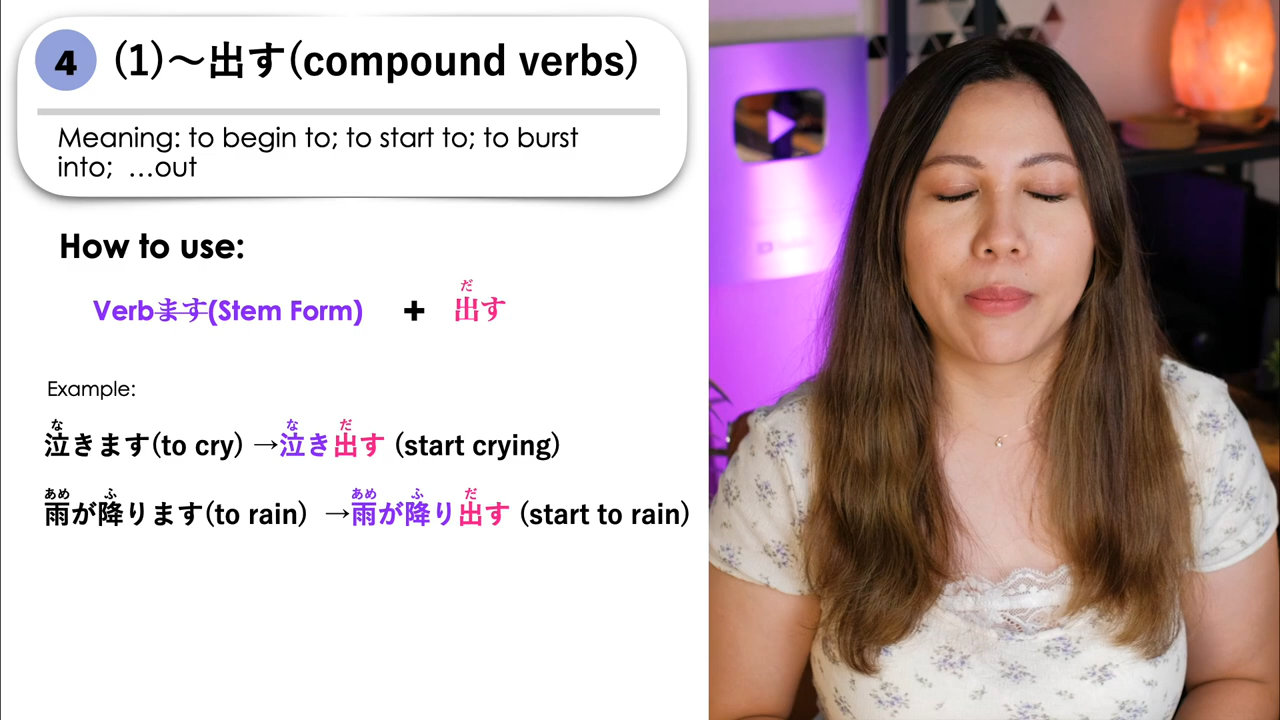 4 (1)～出す(compound verbs)
Meaning: to begin to; to start to; to burst
into; …out
How to use:
だ
Verbます(Stem Form) + 出す
Example:
な な だ
泣きます(to cry) →泣き出す (start crying)
あめ ふ あめ ふ だ
雨が降ります(to rain) →雨が降り出す (start to rain)